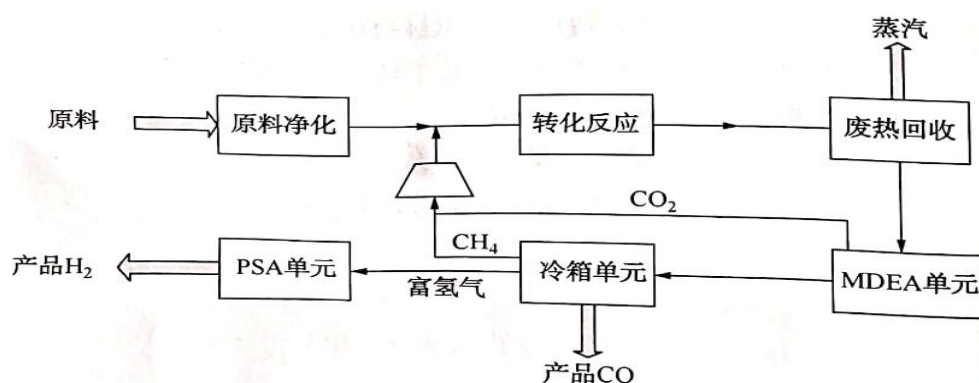 蒸汽
原料
原料净化
转化反应
废热回收
CO₂
CH₄
产品H₂
PSA单元
富氢气
冷箱单元
MDEA单元
产品CO